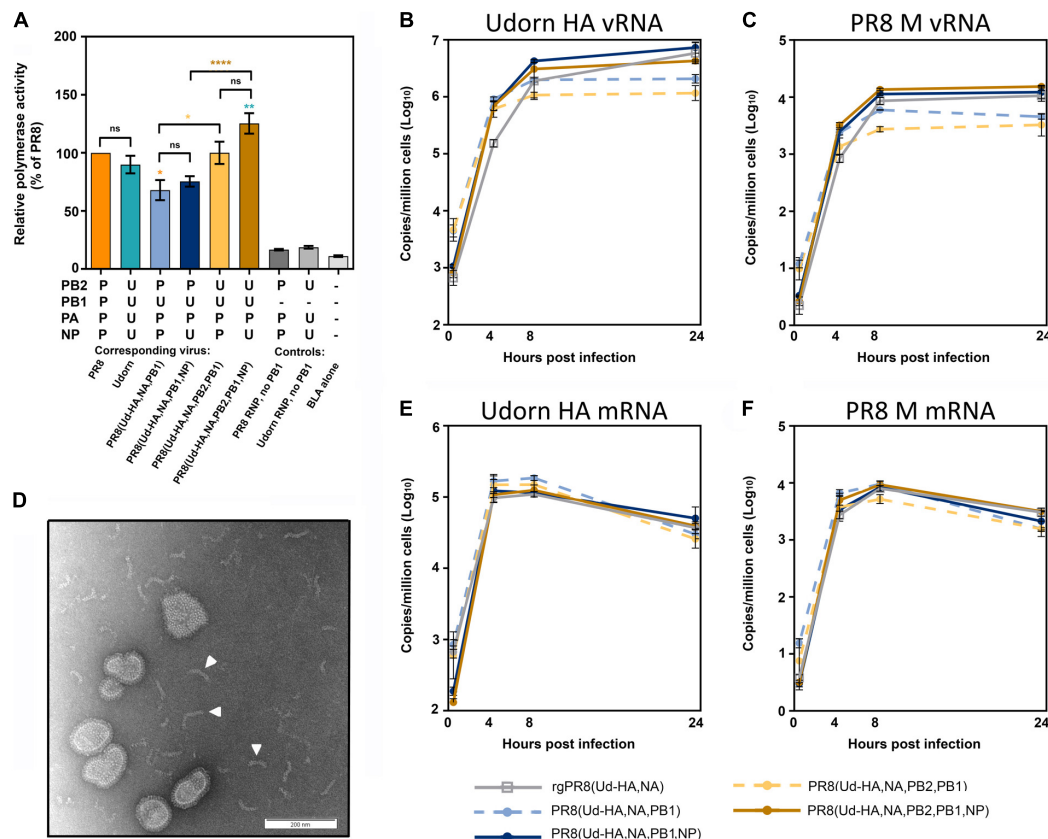 A
Relative polymerase activity
(% of PR8)
200
150
100
50
0
ns
*
*
ns
****
ns
**
PB2 P U P P U U P U -
PB1 P U U U U U - - -
PA P U P P P P P U -
NP P U P U P U P U -
Corresponding virus:
Controls:
PR8
Udorn
PR8(Ud-HA,NA,PB1)
PR8(Ud-HA,NA,PB1,NP)
PR8(Ud-HA,NA,PB2,PB1)
PR8(Ud-HA,NA,PB2,PB1,NP)
PR8 RNP, no PB1
Udorn RNP, no PB1
BLA alone
B
Udorn HA vRNA
Copies/million cells (Log10)
7
6
5
4
3
2
0 4 8 24
Hours post infection
C
PR8 M vRNA
Copies/million cells (Log10)
5
4
3
2
1
0
0 4 8 24
Hours post infection
D
200 nm
E
Udorn HA mRNA
Copies/million cells (Log10)
6
5
4
3
2
0 4 8 24
Hours post infection
F
PR8 M mRNA
Copies/million cells (Log10)
5
4
3
2
1
0
0 4 8 24
Hours post infection
rgPR8(Ud-HA,NA)
PR8(Ud-HA,NA,PB1)
PR8(Ud-HA,NA,PB1,NP)
PR8(Ud-HA,NA,PB2,PB1)
PR8(Ud-HA,NA,PB2,PB1,NP)